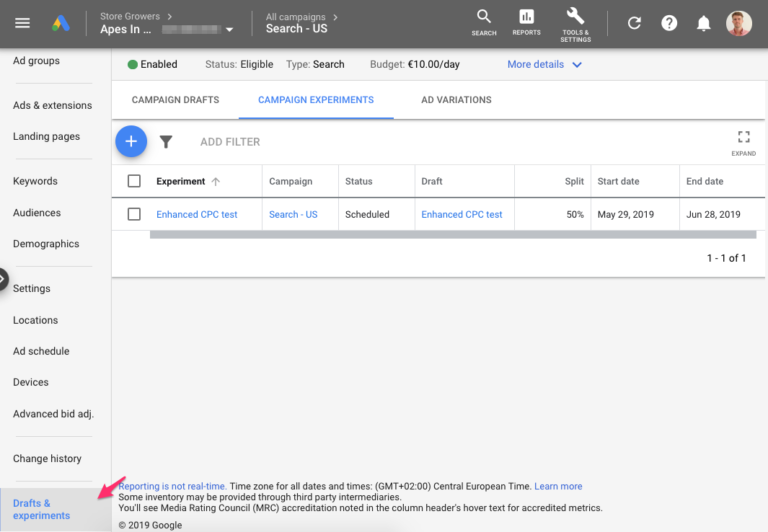 Store Growers >
Apes In ...
All campaigns >
Search - US
SEARCH
REPORTS
TOOLS &
SETTINGS
Ad groups
Ads & extensions
Landing pages
Keywords
Audiences
Demographics
Settings
Locations
Ad schedule
Devices
Advanced bid adj.
Change history
Drafts &
experiments
Enabled Status: Eligible Type: Search Budget: €10.00/day More details
CAMPAIGN DRAFTS CAMPAIGN EXPERIMENTS AD VARIATIONS
ADD FILTER
EXPAND
Experiment Campaign Status Draft Split Start date End date
Enhanced CPC test Search - US Scheduled Enhanced CPC test 50% May 29, 2019 Jun 28, 2019
1 - 1 of 1
Reporting is not real-time. Time zone for all dates and times: (GMT+02:00) Central European Time. Learn more
Some inventory may be provided through third party intermediaries.
You'll see Media Rating Council (MRC) accreditation noted in the column header's hover text for accredited metrics.
© 2019 Google